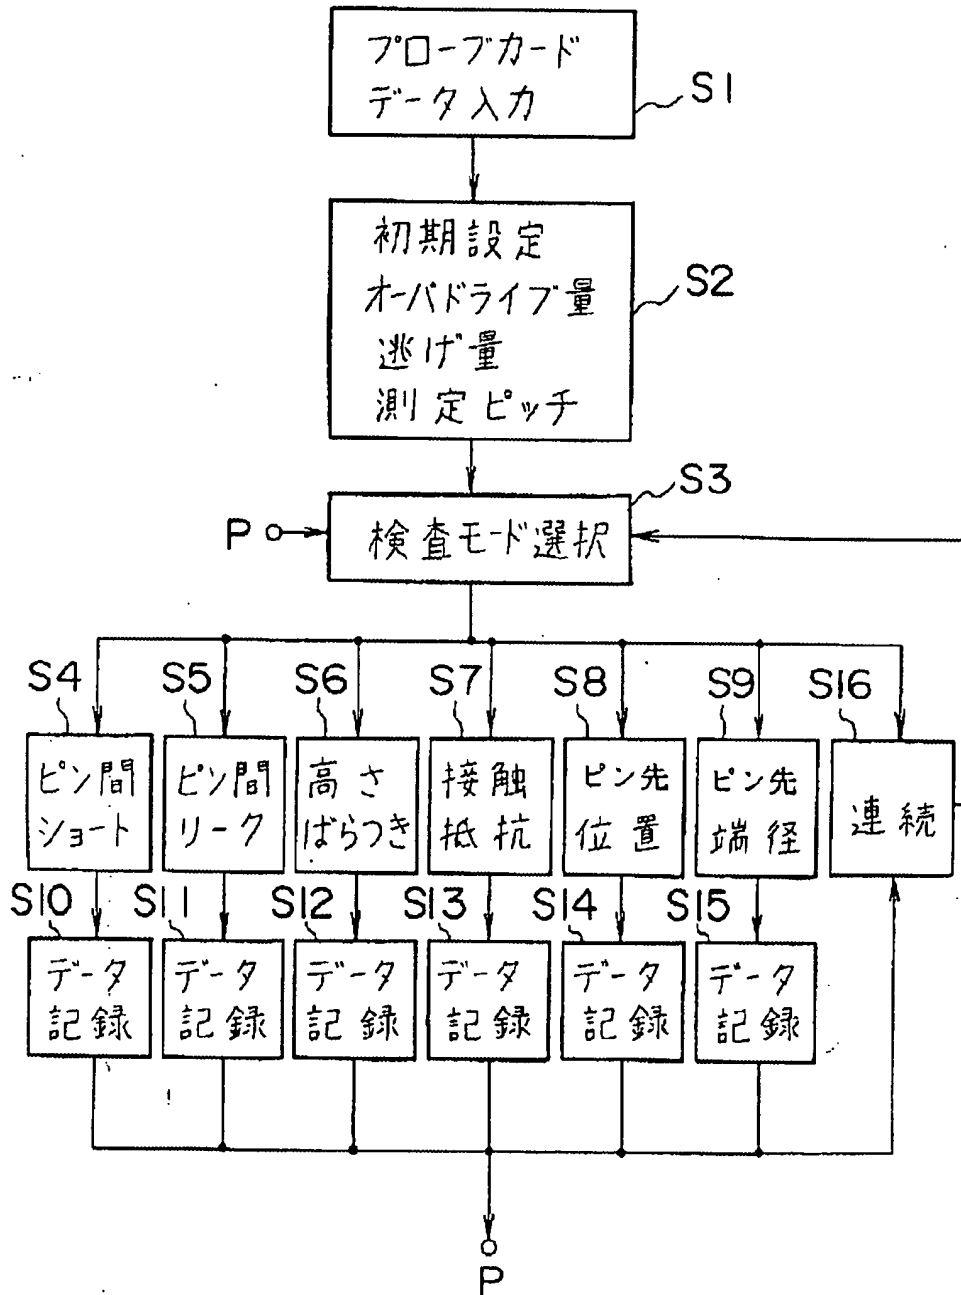 プローブカード
データ入力
S1
初期設定
オーバドライブ量
逃げ量
測定ピッチ
S2
S3
P
検査モード選択
S4
S5
S6
S7
S8
S9
S16
ピン間
ショート
ピン間
リーク
高さ
ばらつき
接触
抵抗
ピン先
位置
ピン先
端径
連続
S10
S11
S12
S13
S14
S15
データ
記録
データ
記録
データ
記録
データ
記録
データ
記録
データ
記録
P